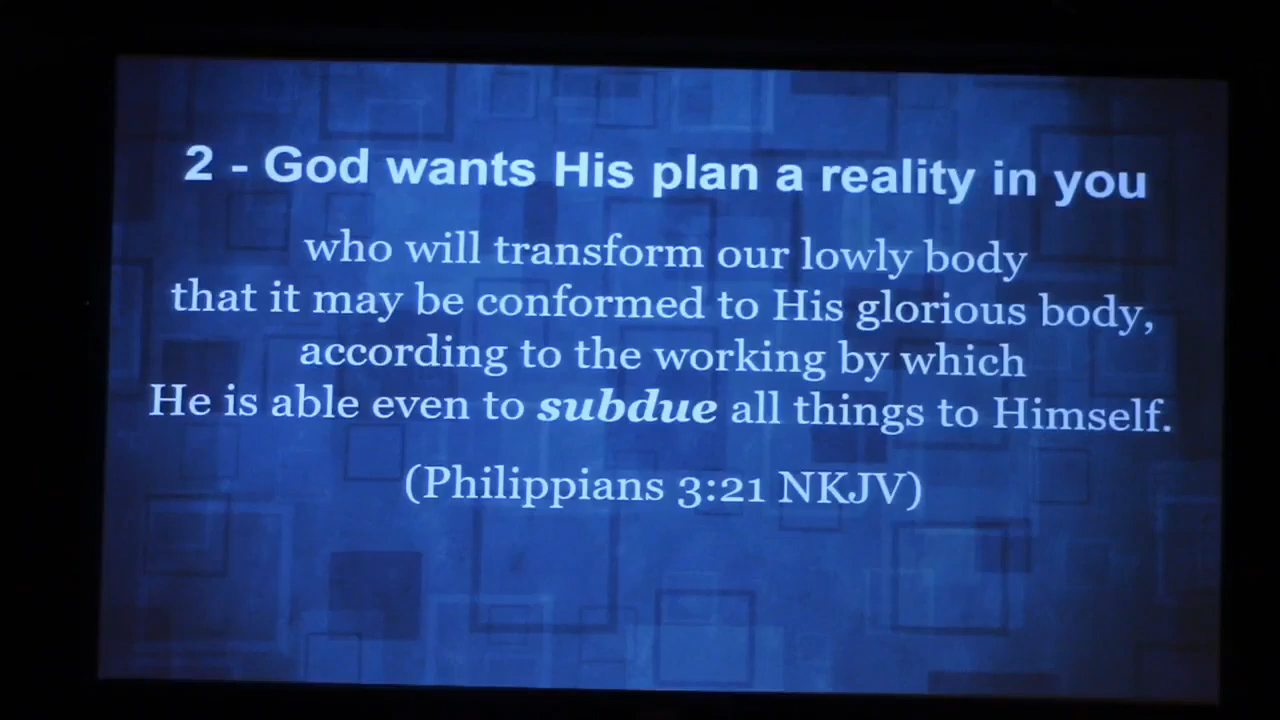 2 - God wants His plan a reality in you
who will transform our lowly body
that it may be conformed to His glorious body,
according to the working by which
He is able even to subdue all things to Himself.
(Philippians 3:21 NKJV)